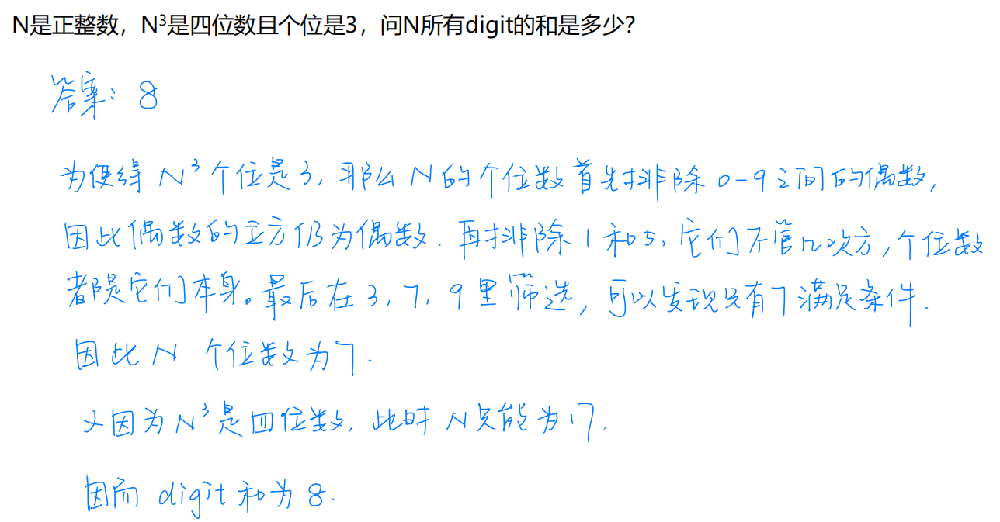 N是正整数，N³是四位数且个位是3，问N所有digit的和是多少？
答案：8
为使得 N³ 个位是3，那么 N 的个位数首先排除 0-9之间的偶数，
因此偶数的立方仍为偶数．再排除 1 和5，它们不管几次方，个位数
都是它们本身。最后在 3，7，9里筛选，可以发现只有7满足条件．
因此 N 个位数为7．
又因为 N³是四位数，此时 N只能为17．
因而 digit 和为 8．